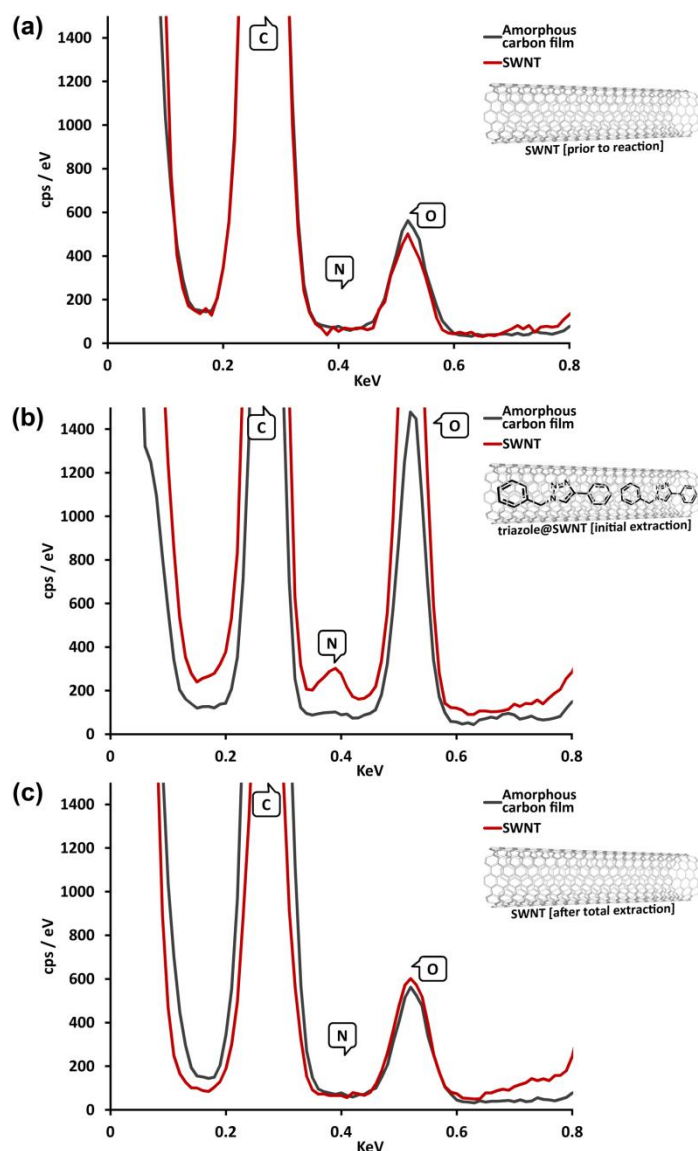 (a)
1400
1200
1000
800
600
400
200
0
cps / eV
0 0.2 0.4 0.6 0.8
KeV
C
N
O
Amorphous
carbon film
SWNT
SWNT [prior to reaction]
(b)
1400
1200
1000
800
600
400
200
0
cps / eV
0 0.2 0.4 0.6 0.8
KeV
C
N
O
Amorphous
carbon film
SWNT
N=N
N
N=N
N
triazole@SWNT [initial extraction]
(c)
1400
1200
1000
800
600
400
200
0
cps / eV
0 0.2 0.4 0.6 0.8
KeV
C
N
O
Amorphous
carbon film
SWNT
SWNT [after total extraction]